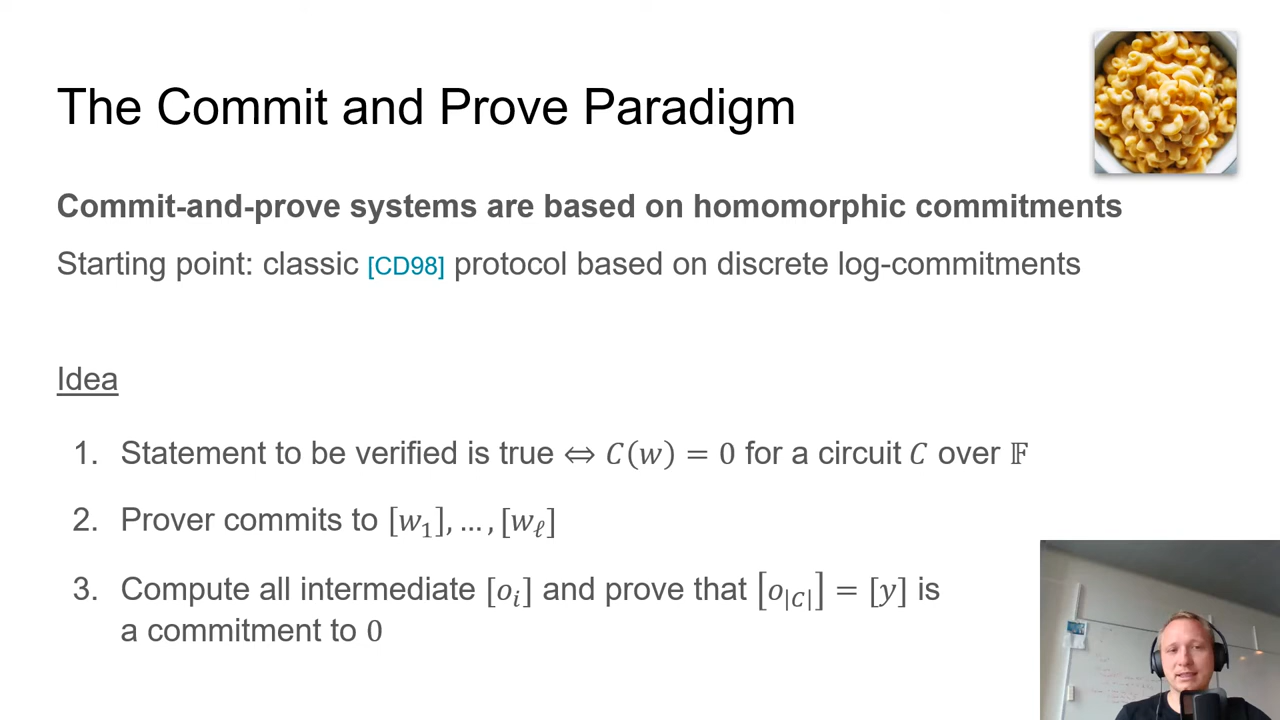 The Commit and Prove Paradigm
Commit-and-prove systems are based on homomorphic commitments
Starting point: classic [CD98] protocol based on discrete log-commitments
Idea
1. Statement to be verified is true ⇔ C(w) = 0 for a circuit C over 𝔽
2. Prover commits to [w₁], … , [w_ℓ]
3. Compute all intermediate [oᵢ] and prove that [o_|C|] = [y] is
a commitment to 0